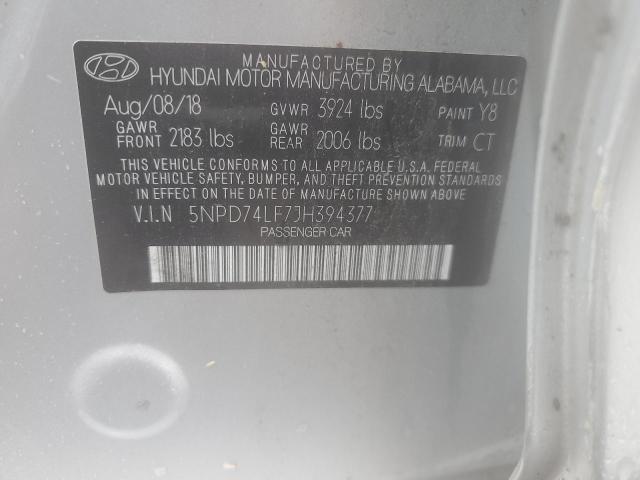 MANUFACTURED BY
HYUNDAI MOTOR MANUFACTURING ALABAMA, LLC
Aug/08/18 GVWR 3924 lbs PAINT Y8
GAWR FRONT 2183 lbs GAWR REAR 2006 lbs TRIM CT
THIS VEHICLE CONFORMS TO ALL APPLICABLE U.S.A. FEDERAL
MOTOR VEHICLE SAFETY, BUMPER, AND THEFT PREVENTION STANDARDS
IN EFFECT ON THE DATE OF MANUFACTURE SHOWN ABOVE.
V.I.N 5NPD74LF7JH394377
PASSENGER CAR